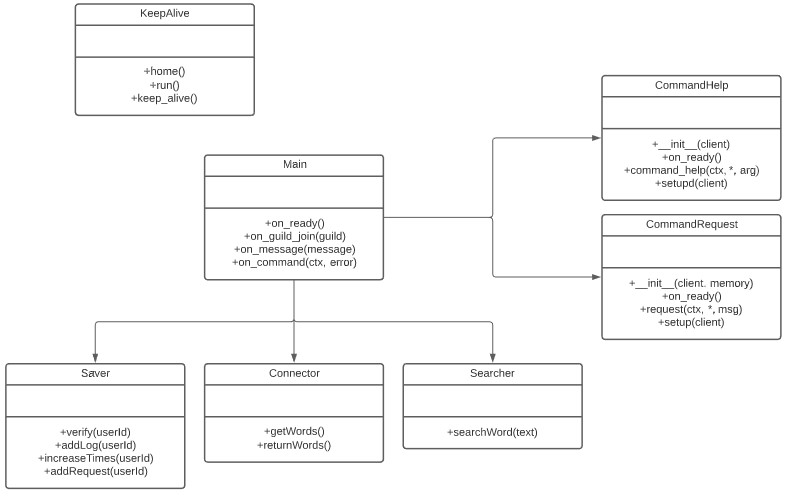 KeepAlive
+home()
+run()
+keep_alive()
CommandHelp
+__init__(client)
+on_ready()
+command_help(ctx, *, arg)
+setupd(client)
Main
+on_ready()
+on_guild_join(guild)
+on_message(message)
+on_command(ctx, error)
CommandRequest
+__init__(client. memory)
+on_ready()
+request(ctx, *, msg)
+setup(client)
Saver
+verify(userId)
+addLog(userId)
+increaseTimes(userId)
+addRequest(userId)
Connector
+getWords()
+returnWords()
Searcher
+searchWord(text)